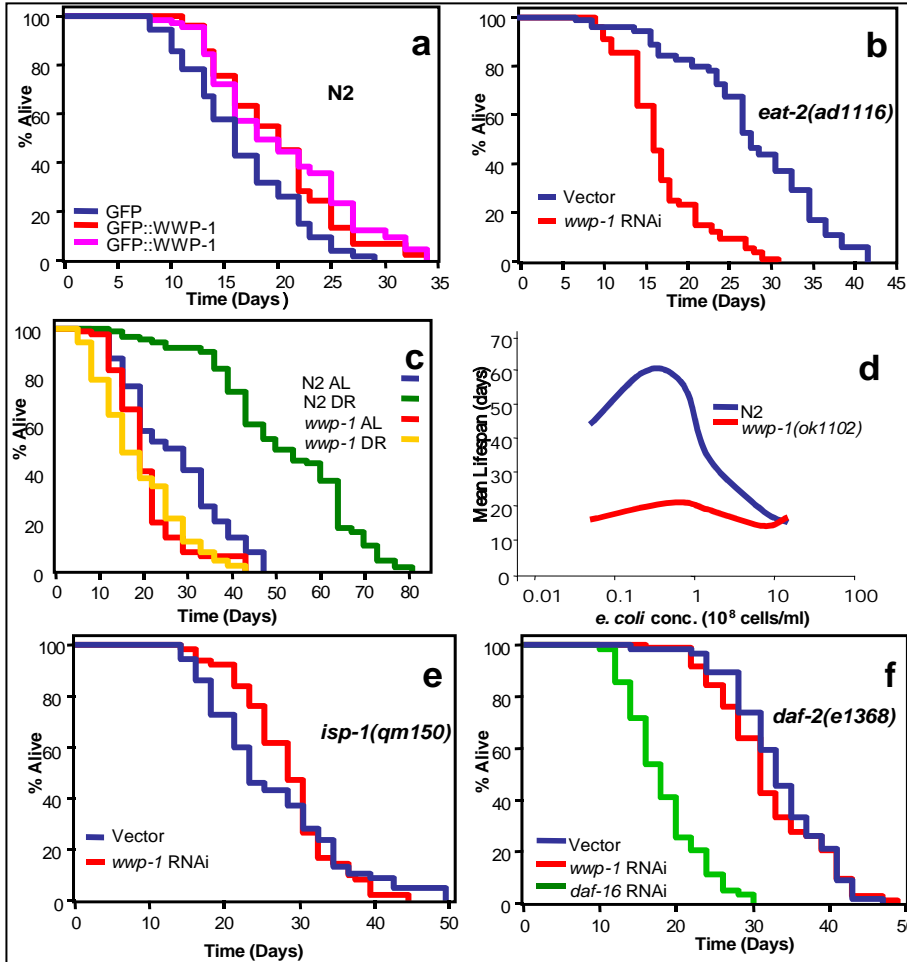 a
N2
% Alive
100
80
60
40
20
0
GFP
GFP::WWP-1
GFP::WWP-1
0 5 10 15 20 25 30 35
Time (Days)
b
eat-2(ad1116)
% Alive
100
80
60
40
20
0
Vector
wwp-1 RNAi
0 5 10 15 20 25 30 35 40 45
Time (Days)
c
% Alive
100
80
60
40
20
0
N2 AL
N2 DR
wwp-1 AL
wwp-1 DR
0 10 20 30 40 50 60 70 80
Time (Days)
d
Mean Lifespan (days)
70
60
50
40
30
20
10
0
N2
wwp-1(ok1102)
0.01 0.1 1 10 100
e. coli conc. (10⁸ cells/ml)
e
isp-1(qm150)
% Alive
100
80
60
40
20
0
Vector
wwp-1 RNAi
0 10 20 30 40 50
Time (Days)
f
daf-2(e1368)
% Alive
100
80
60
40
20
0
Vector
wwp-1 RNAi
daf-16 RNAi
0 10 20 30 40 50
Time (Days)